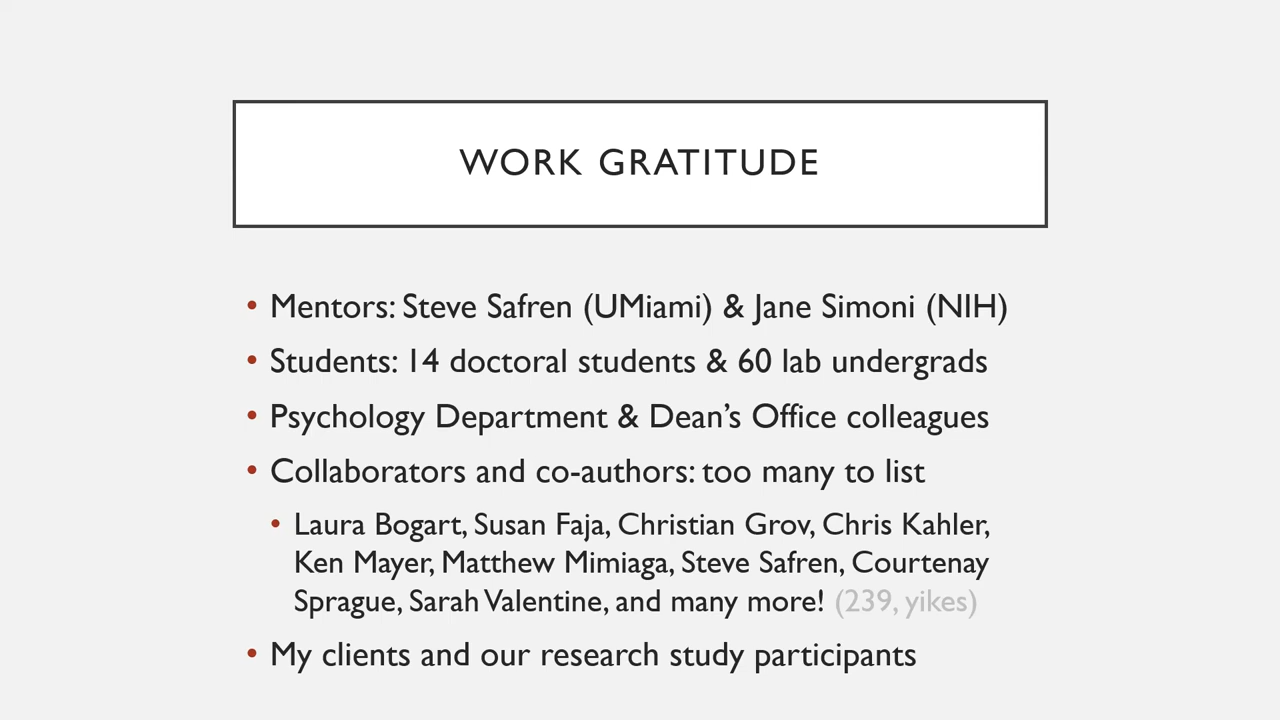 WORK GRATITUDE
• Mentors: Steve Safren (UMiami) & Jane Simoni (NIH)
• Students: 14 doctoral students & 60 lab undergrads
• Psychology Department & Dean’s Office colleagues
• Collaborators and co-authors: too many to list
• Laura Bogart, Susan Faja, Christian Grov, Chris Kahler,
Ken Mayer, Matthew Mimiaga, Steve Safren, Courtenay
Sprague, Sarah Valentine, and many more! (239, yikes)
• My clients and our research study participants